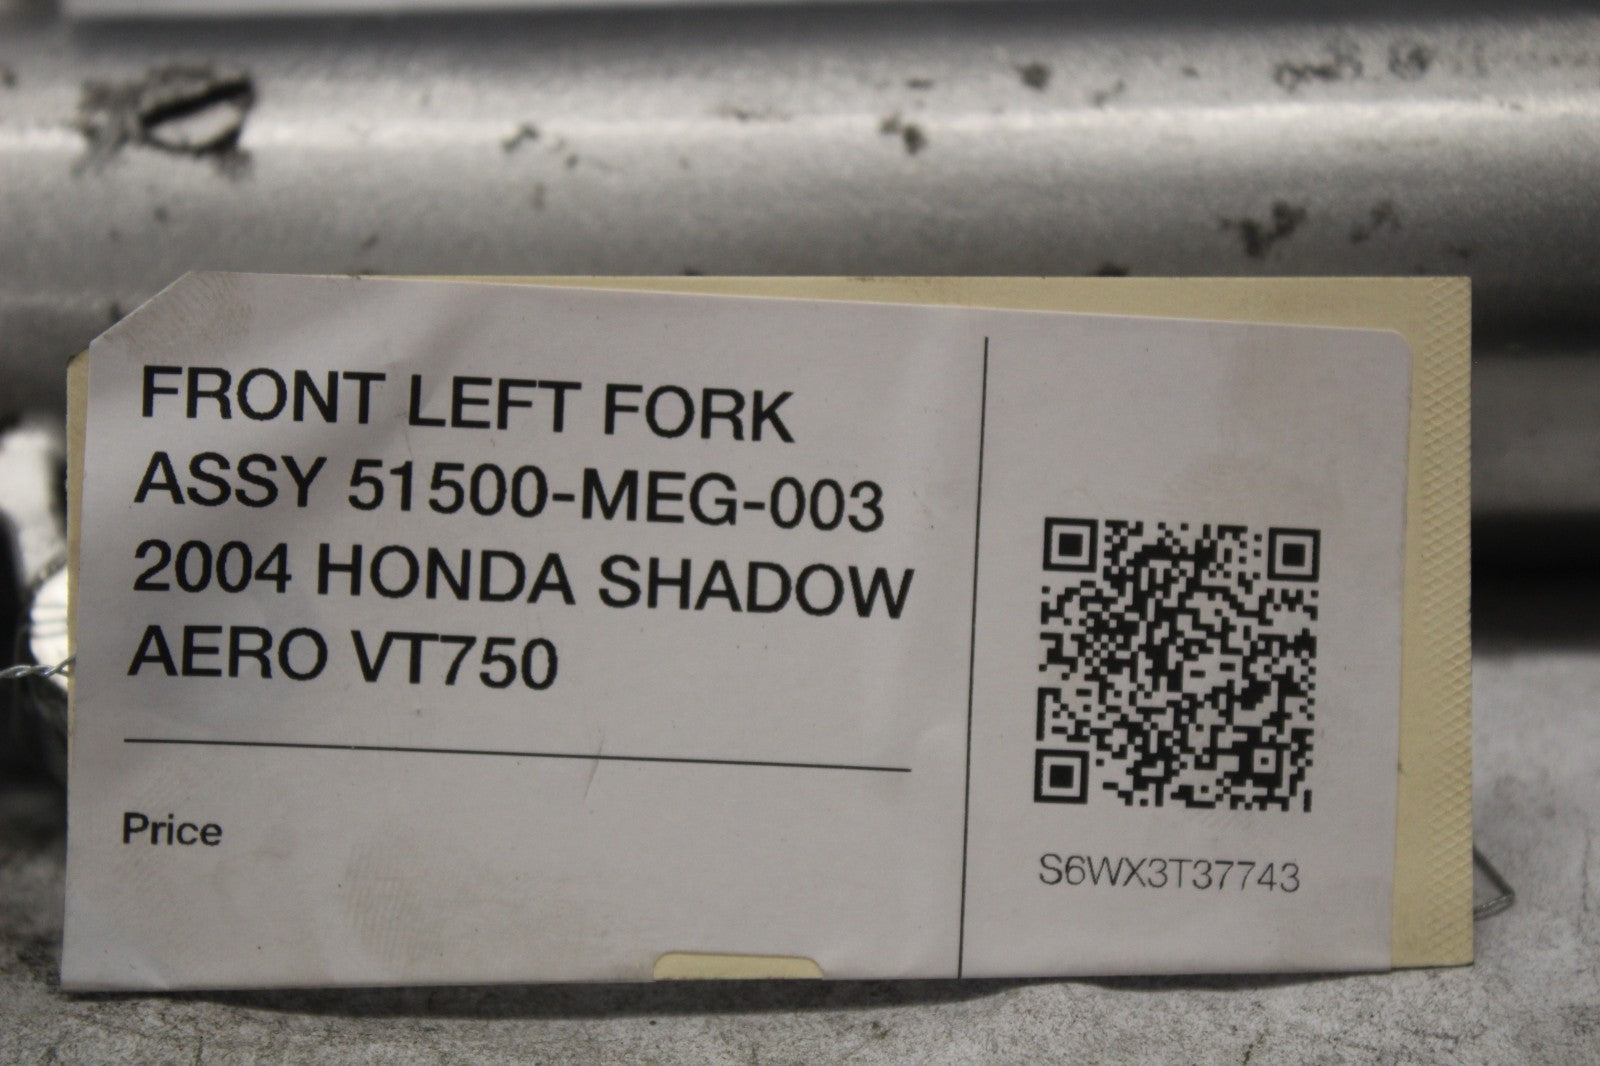 FRONT LEFT FORK
ASSY 51500-MEG-003
2004 HONDA SHADOW
AERO VT750
Price
S6WX3T37743